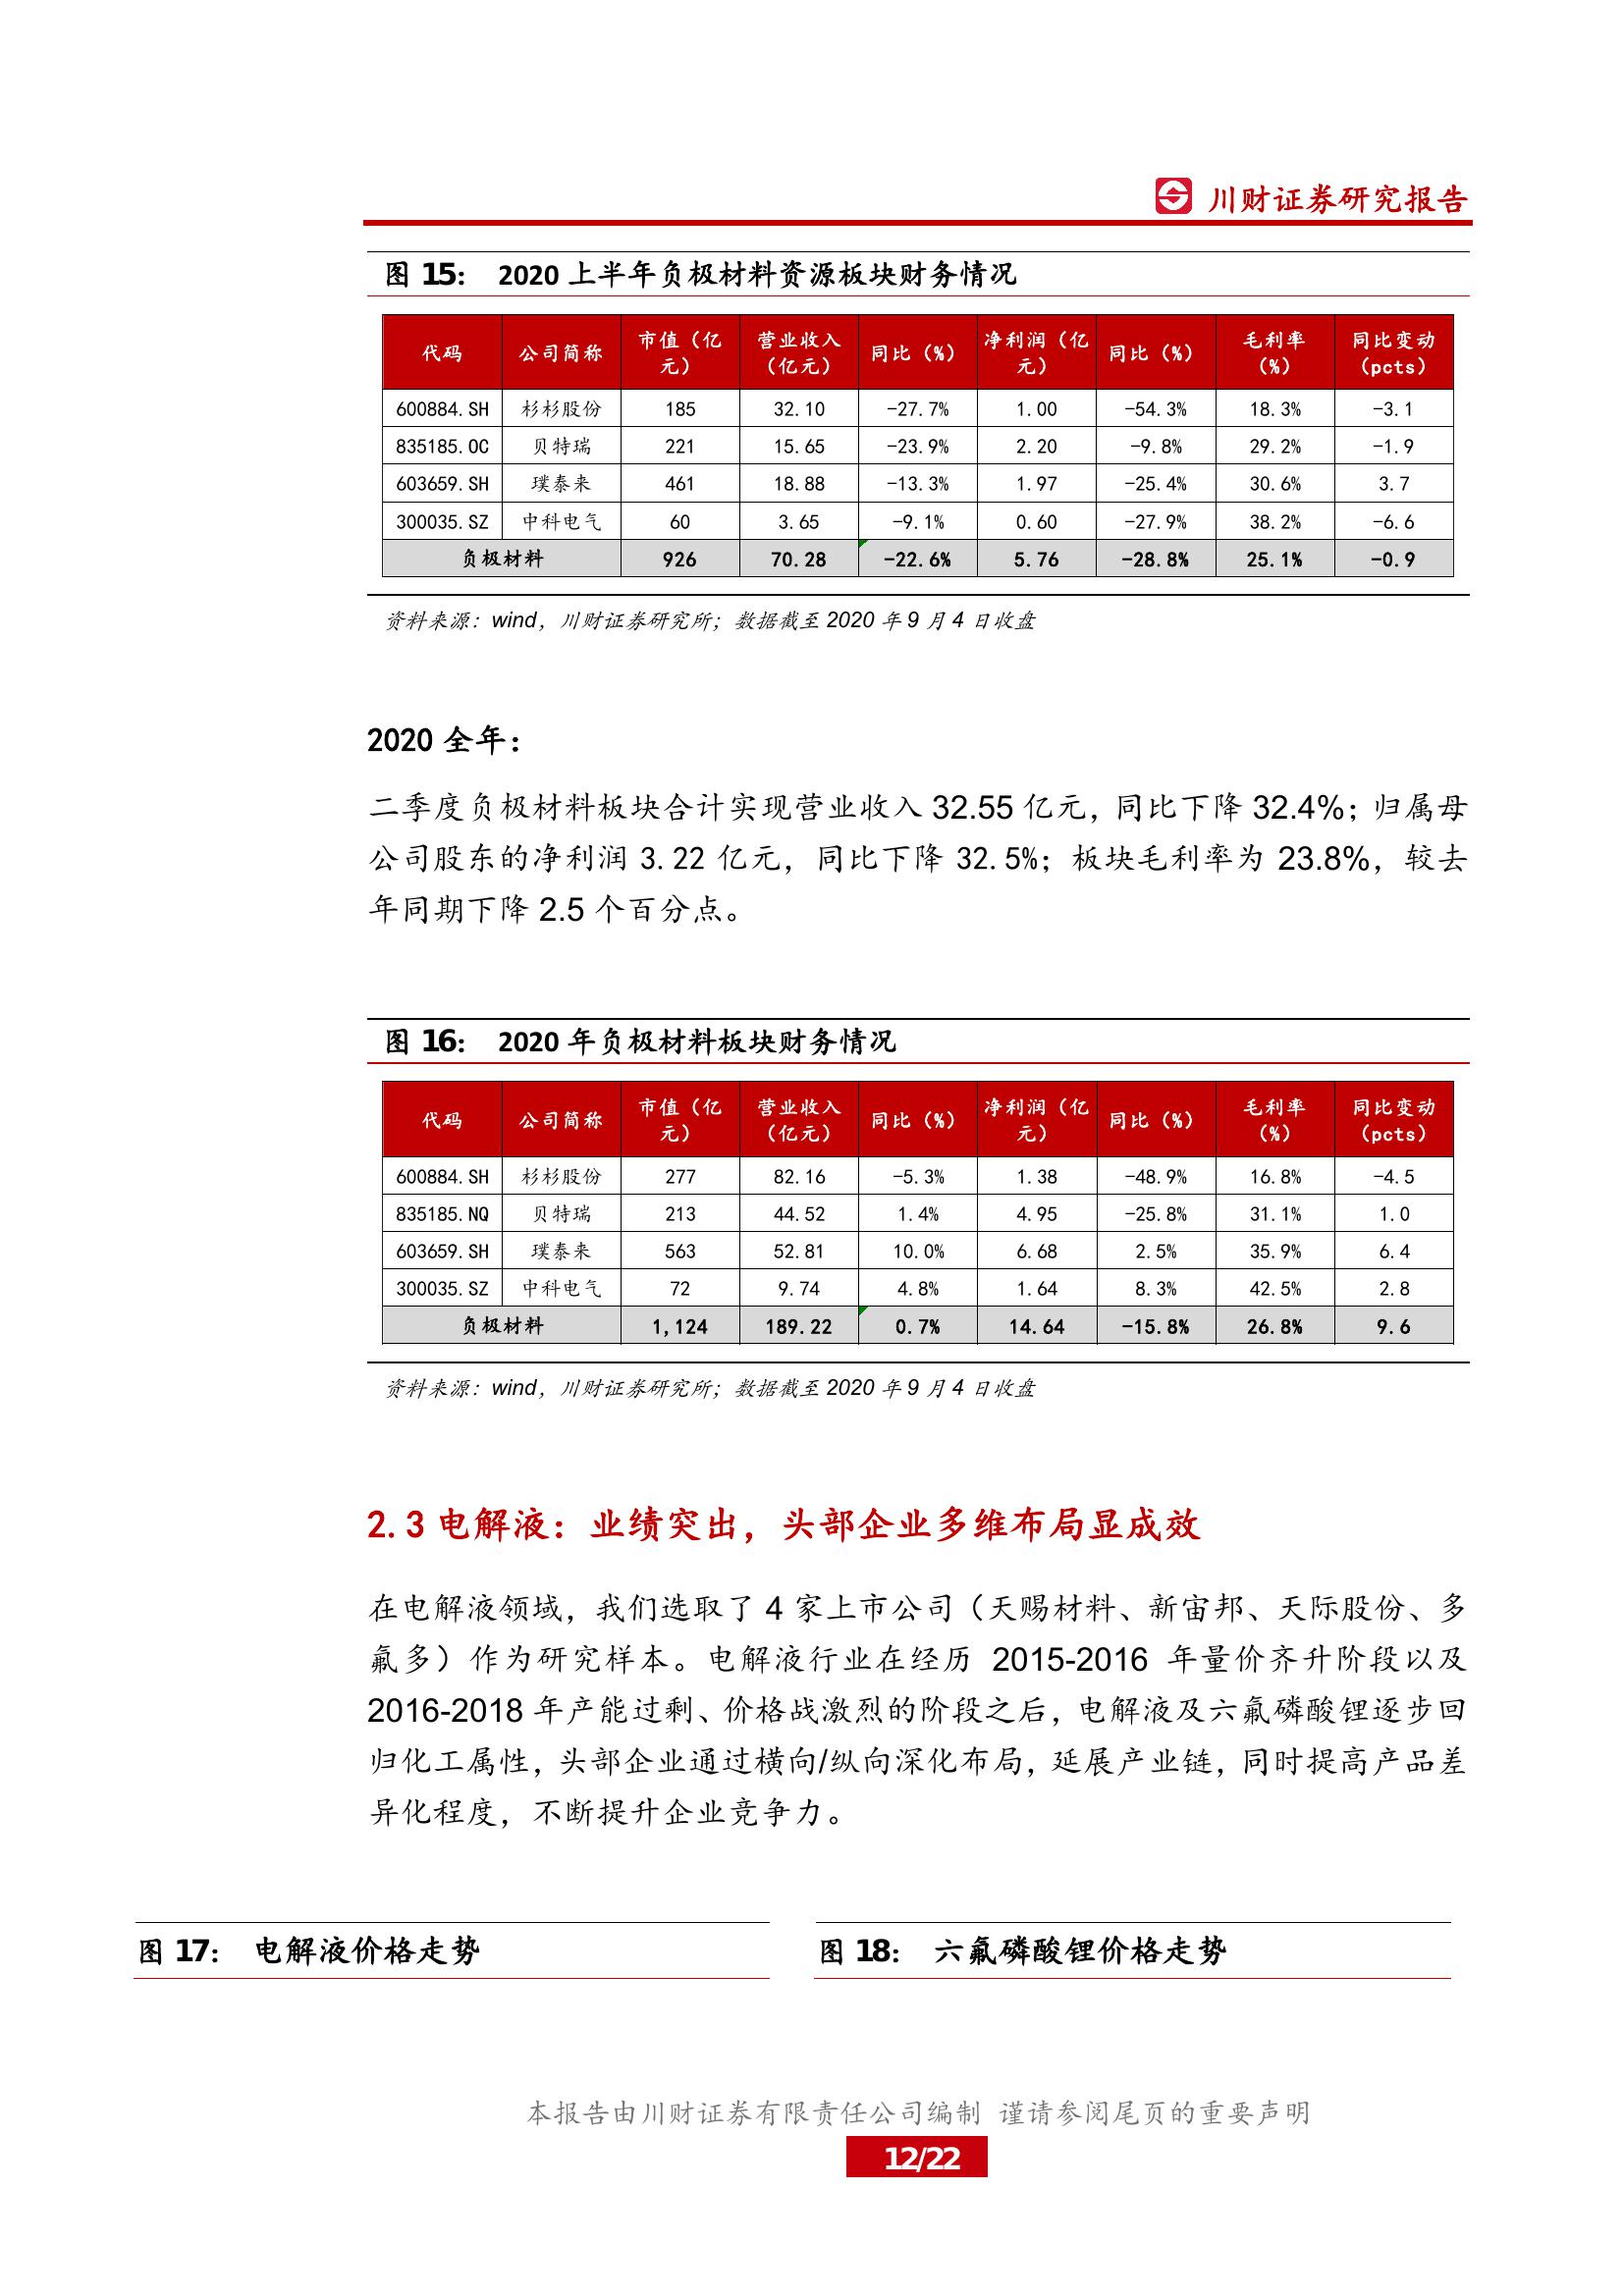 川财证券研究报告
图 15： 2020 上半年负极材料资源板块财务情况
代码 公司简称 市值（亿元） 营业收入（亿元） 同比（%） 净利润（亿元） 同比（%） 毛利率（%） 同比变动（pcts）
600884.SH 杉杉股份 185 32.10 -27.7% 1.00 -54.3% 18.3% -3.1
835185.OC 贝特瑞 221 15.65 -23.9% 2.20 -9.8% 29.2% -1.9
603659.SH 璞泰来 461 18.88 -13.3% 1.97 -25.4% 30.6% 3.7
300035.SZ 中科电气 60 3.65 -9.1% 0.60 -27.9% 38.2% -6.6
负极材料 926 70.28 -22.6% 5.76 -28.8% 25.1% -0.9
资料来源：wind，川财证券研究所；数据截至 2020 年 9 月 4 日收盘
2020 全年：
二季度负极材料板块合计实现营业收入 32.55 亿元，同比下降 32.4%；归属母
公司股东的净利润 3.22 亿元，同比下降 32.5%；板块毛利率为 23.8%，较去
年同期下降 2.5 个百分点。
图 16： 2020 年负极材料板块财务情况
代码 公司简称 市值（亿元） 营业收入（亿元） 同比（%） 净利润（亿元） 同比（%） 毛利率（%） 同比变动（pcts）
600884.SH 杉杉股份 277 82.16 -5.3% 1.38 -48.9% 16.8% -4.5
835185.NQ 贝特瑞 213 44.52 1.4% 4.95 -25.8% 31.1% 1.0
603659.SH 璞泰来 563 52.81 10.0% 6.68 2.5% 35.9% 6.4
300035.SZ 中科电气 72 9.74 4.8% 1.64 8.3% 42.5% 2.8
负极材料 1,124 189.22 0.7% 14.64 -15.8% 26.8% 9.6
资料来源：wind，川财证券研究所；数据截至 2020 年 9 月 4 日收盘
2.3 电解液：业绩突出，头部企业多维布局显成效
在电解液领域，我们选取了 4 家上市公司（天赐材料、新宙邦、天际股份、多
氟多）作为研究样本。电解液行业在经历 2015-2016 年量价齐升阶段以及
2016-2018 年产能过剩、价格战激烈的阶段之后，电解液及六氟磷酸锂逐步回
归化工属性，头部企业通过横向/纵向深化布局，延展产业链，同时提高产品差
异化程度，不断提升企业竞争力。
图 17： 电解液价格走势
图 18： 六氟磷酸锂价格走势
本报告由川财证券有限责任公司编制 谨请参阅尾页的重要声明
12/22